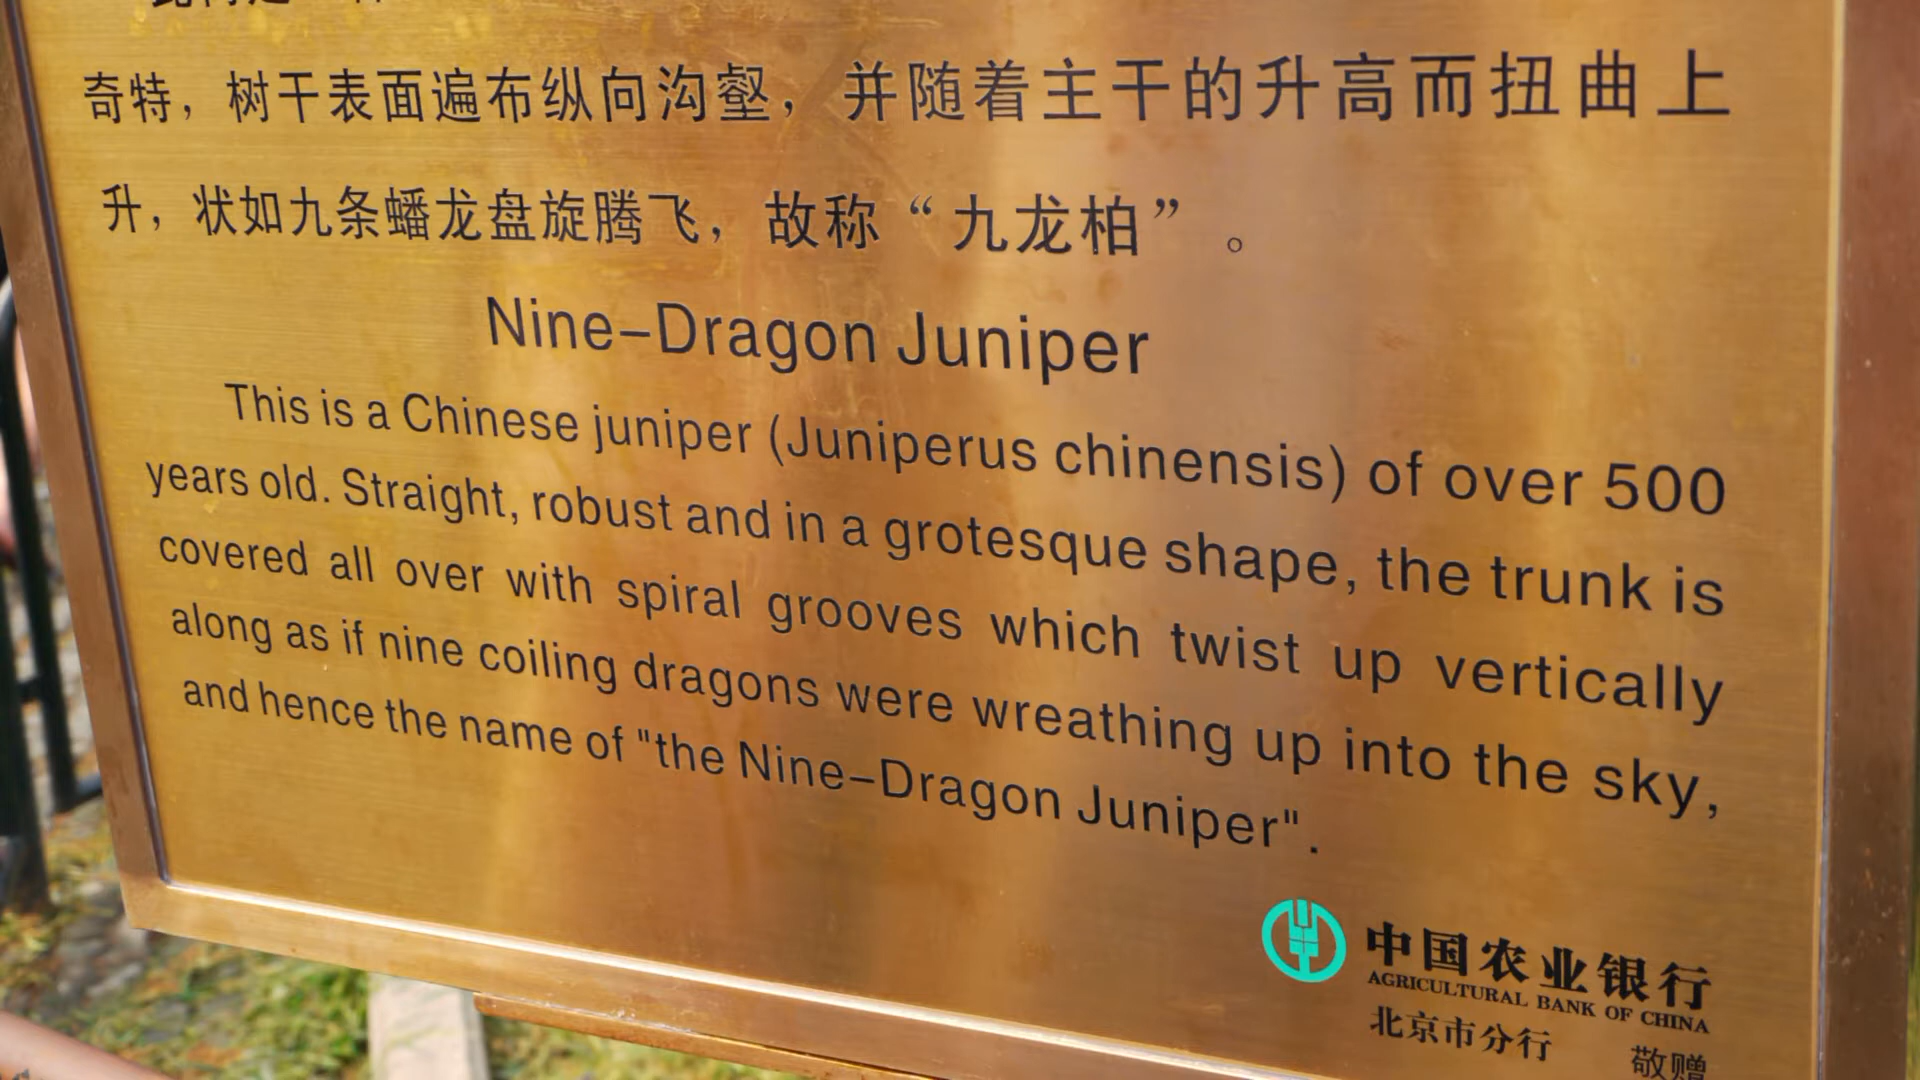 奇特，树干表面遍布纵向沟壑，并随着主干的升高而扭曲上
升，状如九条蟠龙盘旋腾飞，故称“九龙柏”。
Nine-Dragon Juniper
This is a Chinese juniper (Juniperus chinensis) of over 500
years old. Straight, robust and in a grotesque shape, the trunk is
covered all over with spiral grooves which twist up vertically
along as if nine coiling dragons were wreathing up into the sky,
and hence the name of "the Nine-Dragon Juniper".
中国农业银行
AGRICULTURAL BANK OF CHINA
北京市分行 敬赠